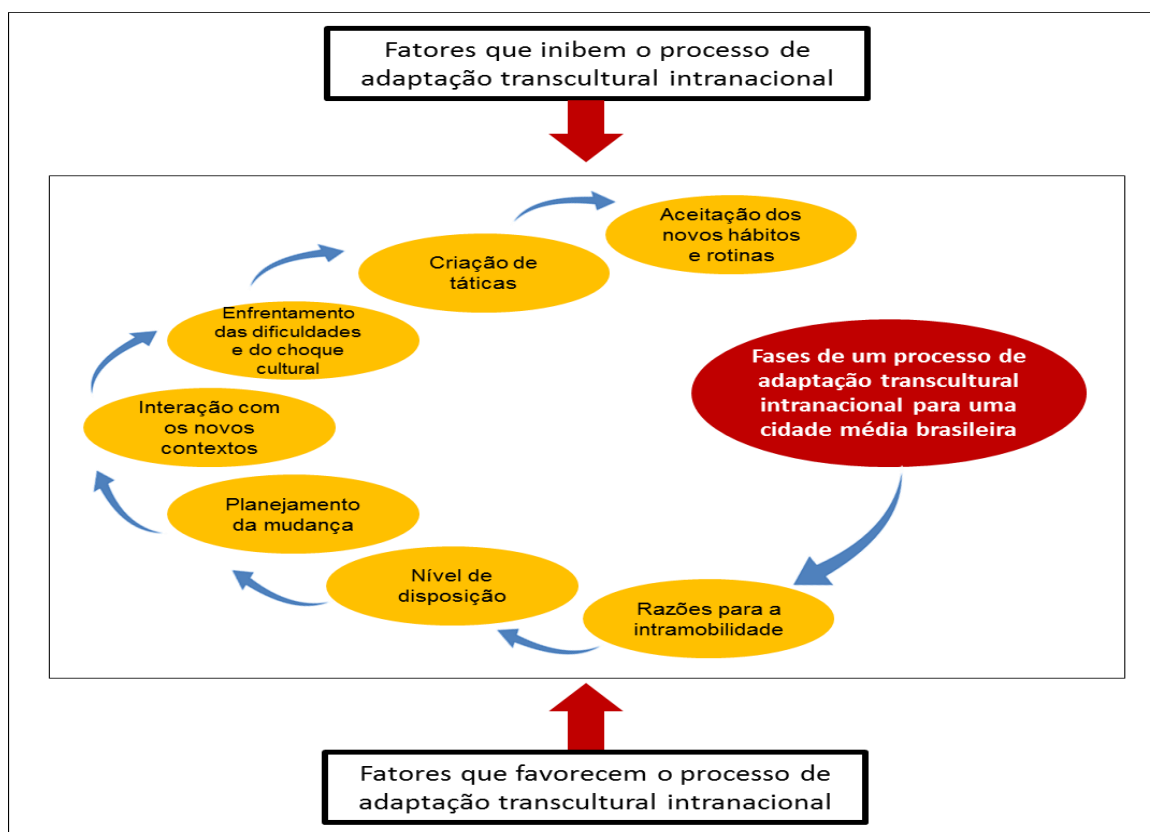 Fatores que inibem o processo de
adaptação transcultural intranacional
Aceitação dos
novos hábitos
e rotinas
Criação de
táticas
Enfrentamento
das dificuldades
e do choque
cultural
Fases de um processo de
adaptação transcultural
intranacional para uma
cidade média brasileira
Interação com
os novos
contextos
Planejamento
da mudança
Nível de
disposição
Razões para a
intramobilidade
Fatores que favorecem o processo de
adaptação transcultural intranacional